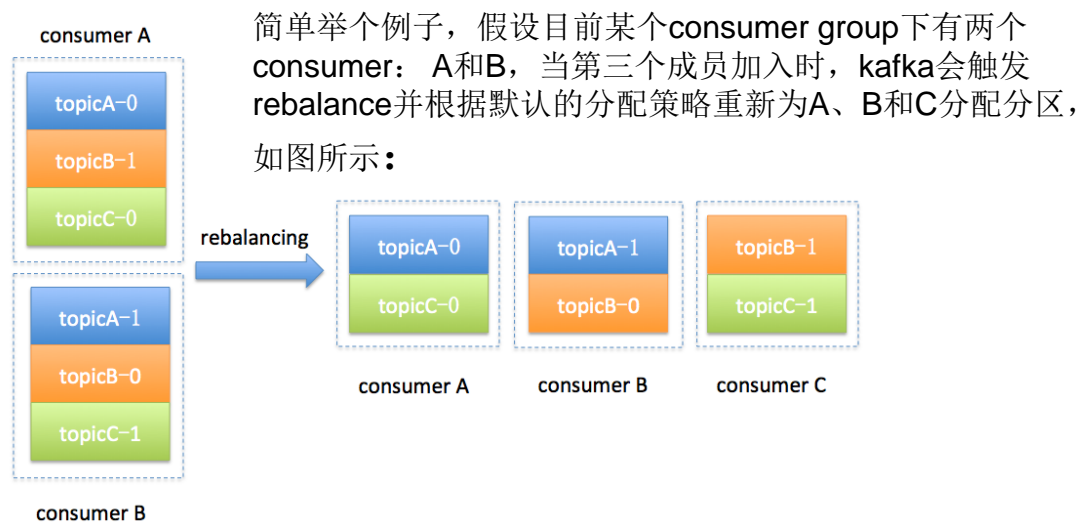 简单举个例子，假设目前某个consumer group下有两个
consumer： A和B，当第三个成员加入时，kafka会触发
rebalance并根据默认的分配策略重新为A、B和C分配分区，
如图所示：
consumer A
topicA-0
topicB-1
topicC-0
topicA-1
topicB-0
topicC-1
consumer B
rebalancing
topicA-0
topicC-0
consumer A
topicA-1
topicB-0
consumer B
topicB-1
topicC-1
consumer C